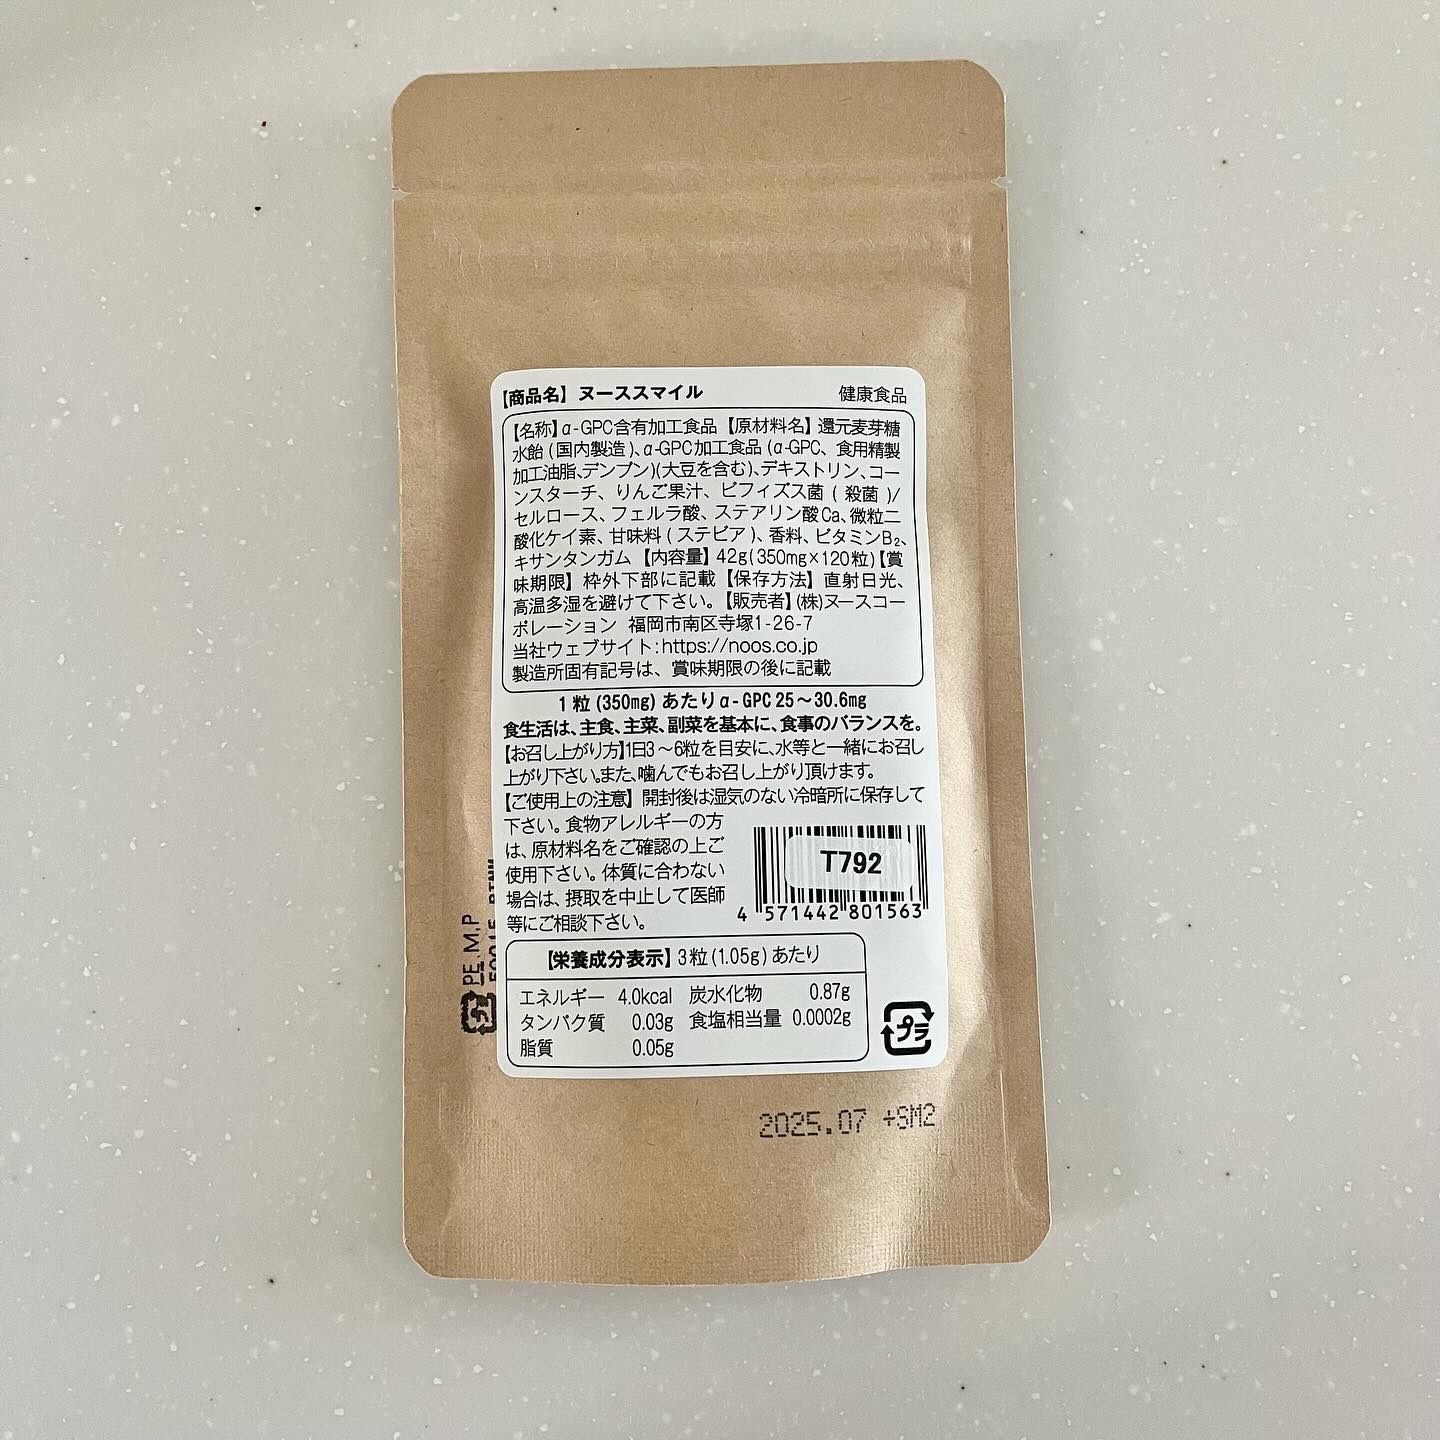 【商品名】ヌーススマイル 健康食品
【名称】α-GPC含有加工食品【原材料名】還元麦芽糖
水飴(国内製造)、α-GPC加工食品(α-GPC、食用精製
加工油脂、デンプン)(大豆を含む)、デキストリン、コー
ンスターチ、りんご果汁、ビフィズス菌(殺菌)/
セルロース、フェルラ酸、ステアリン酸Ca、微粒二
酸化ケイ素、甘味料(ステビア)、香料、ビタミンB₂、
キサンタンガム【内容量】42g(350mg×120粒)【賞
味期限】枠外下部に記載【保存方法】直射日光、
高温多湿を避けて下さい。【販売者】(株)ヌースコー
ポレーション 福岡市南区寺塚1-26-7
当社ウェブサイト:https://noos.co.jp
製造所固有記号は、賞味期限の後に記載
1粒(350mg)あたりα-GPC 25～30.6mg
食生活は、主食、主菜、副菜を基本に、食事のバランスを。
【お召し上がり方】1日3～6粒を目安に、水等と一緒にお召し
上がり下さい。また、噛んでもお召し上がり頂けます。
【ご使用上の注意】開封後は湿気のない冷暗所に保存して
下さい。食物アレルギーの方
は、原材料名をご確認の上ご
使用下さい。体質に合わない
場合は、摂取を中止して医師
等にご相談下さい。
T792
4 571442 801563
【栄養成分表示】3粒(1.05g)あたり
エネルギー 4.0kcal 炭水化物 0.87g
タンパク質 0.03g 食塩相当量 0.0002g
脂質 0.05g
プラ
プラ PE,M,P
2025.07 +SM2